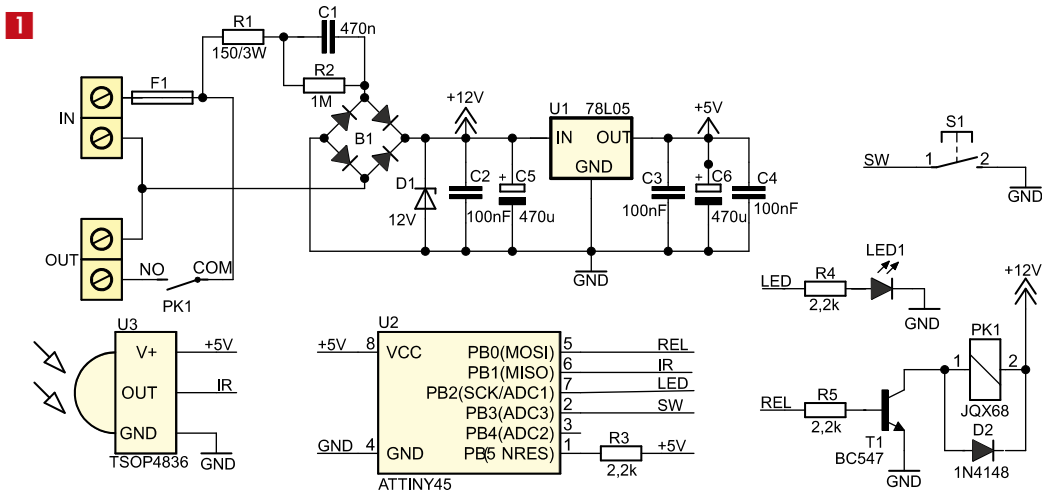 1
R1
150/3W
C1
470n
R2
1M
F1
IN
B1
+12V
U1 78L05
IN OUT
GND
+5V
D1
12V
C2
100nF
+ C5
470u
C3
100nF
+ C6
470u
C4
100nF
GND
S1
SW 1 2
GND
OUT
NO COM
PK1
LED1
LED R4
2,2k
GND
+12V
U3
V+ +5V
OUT IR
GND
TSOP4836 GND
U2
+5V 8 VCC PB0(MOSI) 5 REL
PB1(MISO) 6 IR
PB2(SCK/ADC1) 7 LED
PB3(ADC3) 2 SW
PB4(ADC2) 3
GND 4 GND PB(5 NRES) 1 R3 +5V
2,2k
ATTINY45
PK1
1 2
JQX68
REL R5
2,2k
T1
BC547
D2
1N4148
GND